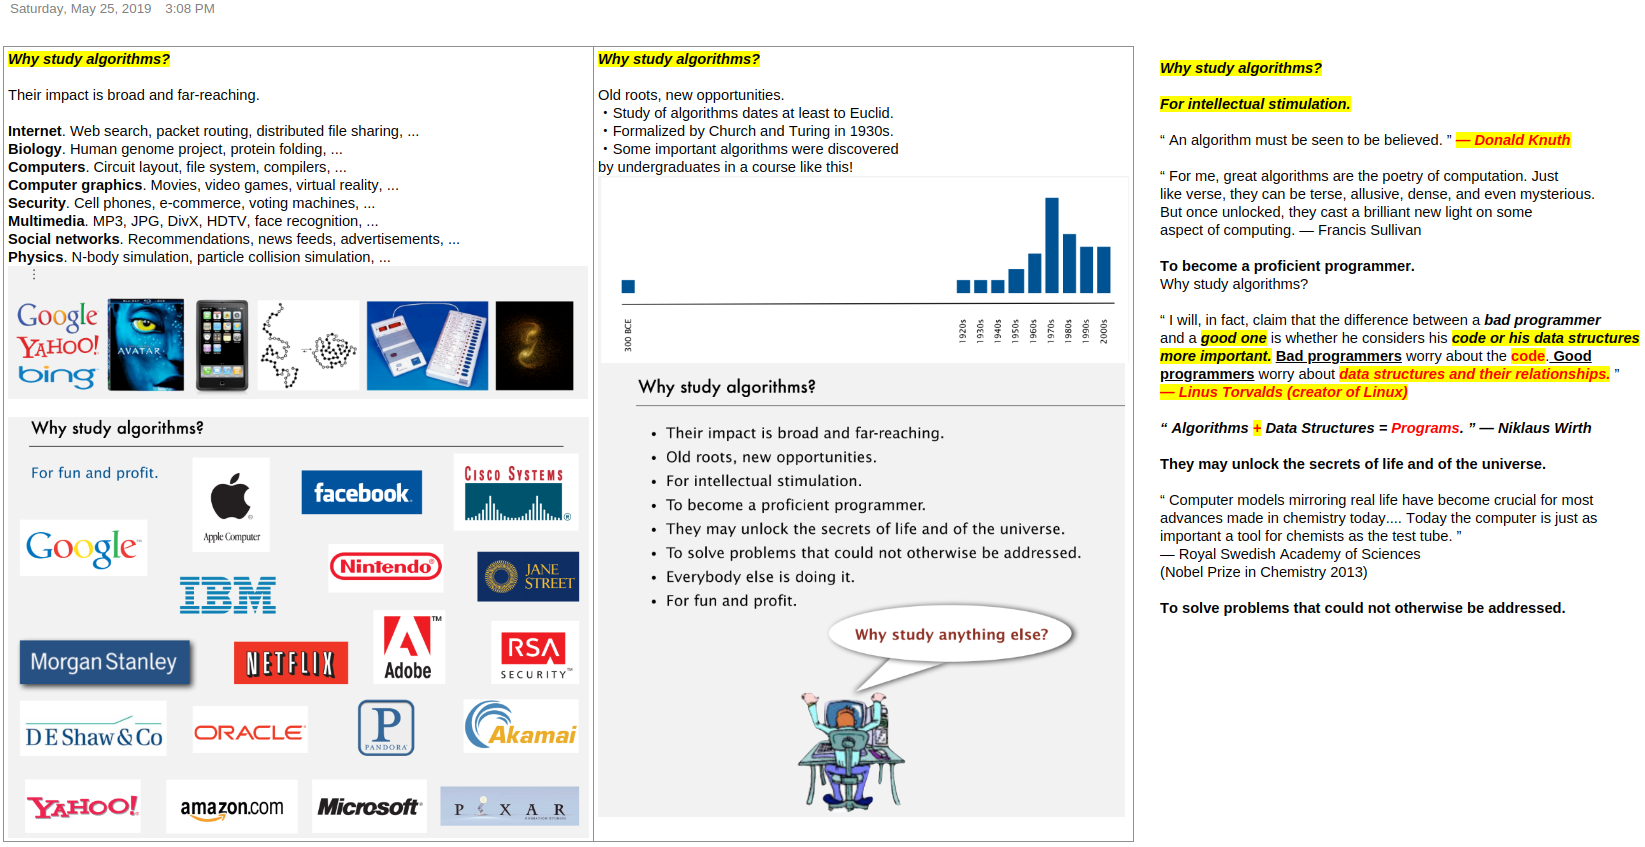 Saturday, May 25, 2019 3:08 PM
Why study algorithms?
Their impact is broad and far-reaching.
Internet. Web search, packet routing, distributed file sharing, ...
Biology. Human genome project, protein folding, ...
Computers. Circuit layout, file system, compilers, ...
Computer graphics. Movies, video games, virtual reality, ...
Security. Cell phones, e-commerce, voting machines, ...
Multimedia. MP3, JPG, DivX, HDTV, face recognition, ...
Social networks. Recommendations, news feeds, advertisements, ...
Physics. N-body simulation, particle collision simulation, ...
⋮
Google
YAHOO!
bing
AVATAR
Why study algorithms?
For fun and profit.
Apple Computer
facebook
CISCO SYSTEMS
Google™
Nintendo
JANE STREET
IBM
Morgan Stanley
NETFLIX
Adobe™
RSA SECURITY™
DE Shaw & Co
ORACLE
P PANDORA
Akamai
YAHOO!
amazon.com
Microsoft
PIXAR
Why study algorithms?
Old roots, new opportunities.
• Study of algorithms dates at least to Euclid.
• Formalized by Church and Turing in 1930s.
• Some important algorithms were discovered
by undergraduates in a course like this!
300 BCE
1920s
1930s
1940s
1950s
1960s
1970s
1980s
1990s
2000s
Why study algorithms?
• Their impact is broad and far-reaching.
• Old roots, new opportunities.
• For intellectual stimulation.
• To become a proficient programmer.
• They may unlock the secrets of life and of the universe.
• To solve problems that could not otherwise be addressed.
• Everybody else is doing it.
• For fun and profit.
Why study anything else?
Why study algorithms?
For intellectual stimulation.
“ An algorithm must be seen to be believed. ” — Donald Knuth
“ For me, great algorithms are the poetry of computation. Just
like verse, they can be terse, allusive, dense, and even mysterious.
But once unlocked, they cast a brilliant new light on some
aspect of computing. — Francis Sullivan
To become a proficient programmer.
Why study algorithms?
“ I will, in fact, claim that the difference between a bad programmer
and a good one is whether he considers his code or his data structures
more important. Bad programmers worry about the code. Good
programmers worry about data structures and their relationships. ”
— Linus Torvalds (creator of Linux)
“ Algorithms + Data Structures = Programs. ” — Niklaus Wirth
They may unlock the secrets of life and of the universe.
“ Computer models mirroring real life have become crucial for most
advances made in chemistry today.... Today the computer is just as
important a tool for chemists as the test tube. ”
— Royal Swedish Academy of Sciences
(Nobel Prize in Chemistry 2013)
To solve problems that could not otherwise be addressed.